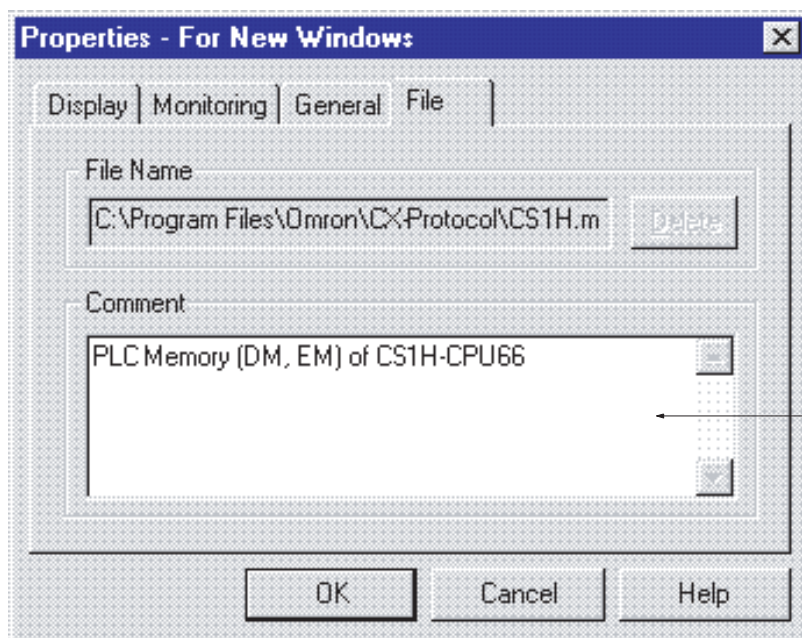 Properties - For New Windows
Display Monitoring General File
File Name
C:\Program Files\Omron\CX-Protocol\CS1H.m Delete
Comment
PLC Memory (DM, EM) of CS1H-CPU66
OK Cancel Help